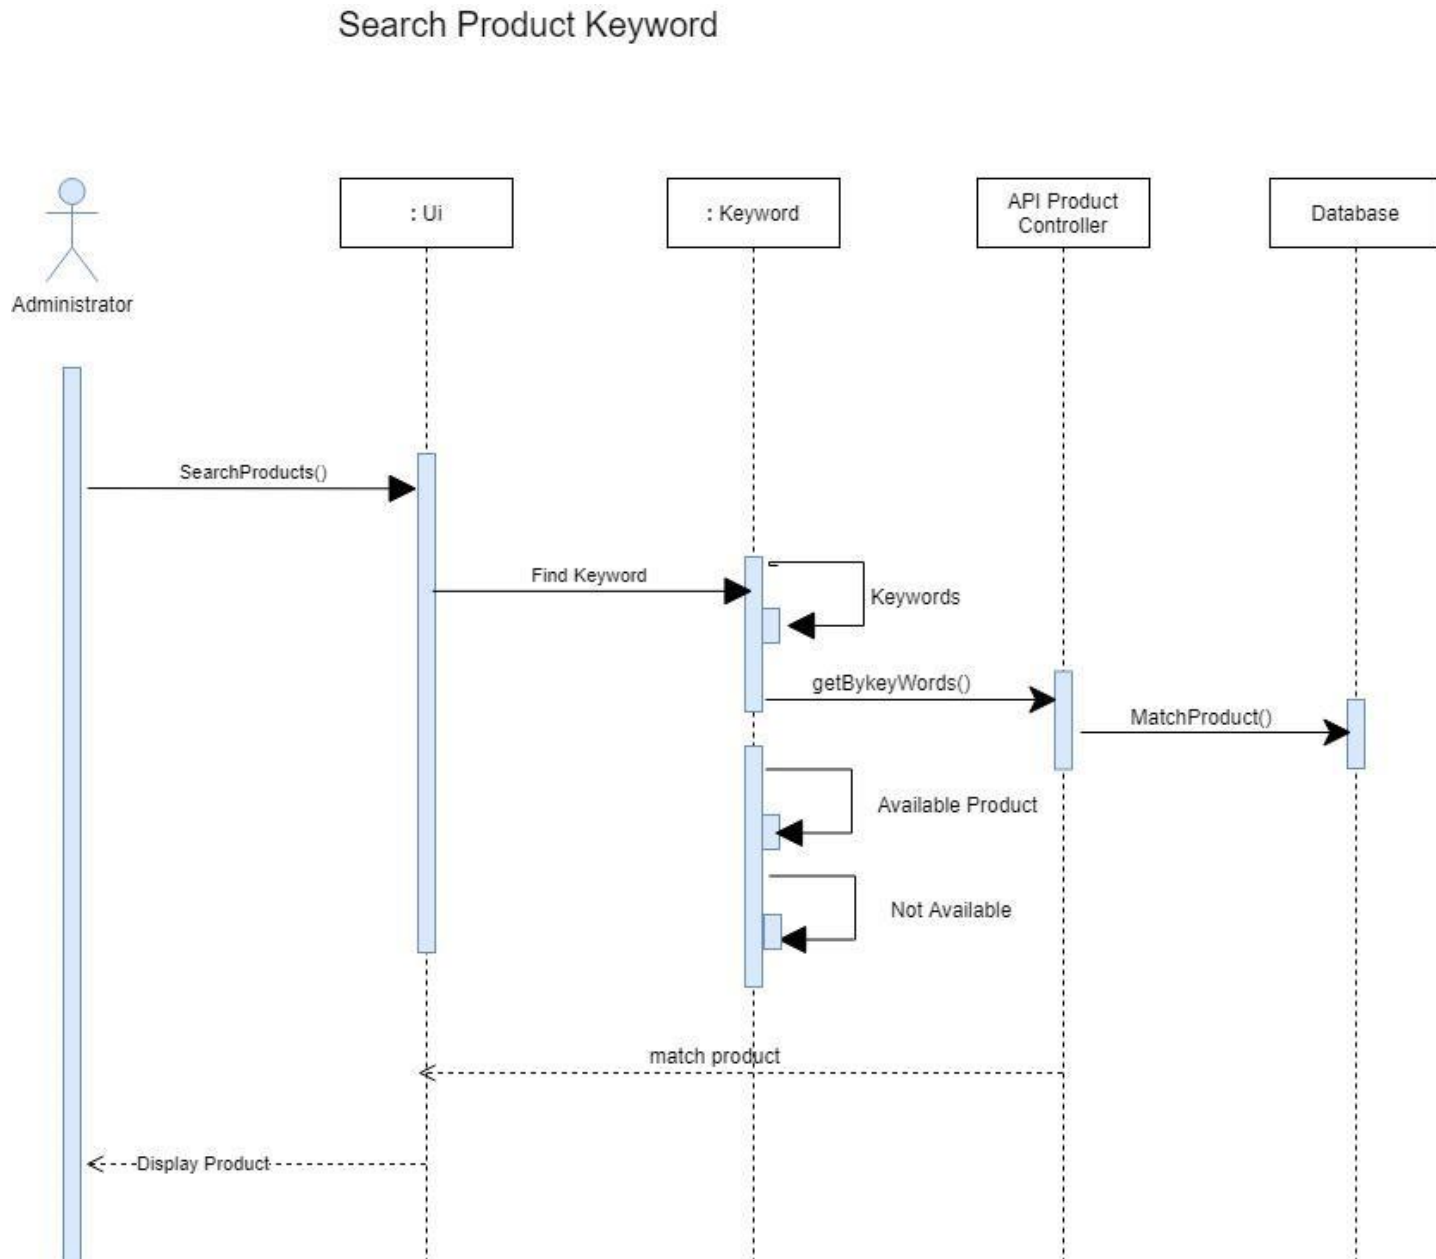 Search Product Keyword
: Ui
: Keyword
API Product
Controller
Database
Administrator
SearchProducts()
Find Keyword
Keywords
getBykeyWords()
MatchProduct()
Available Product
Not Available
match product
Display Product